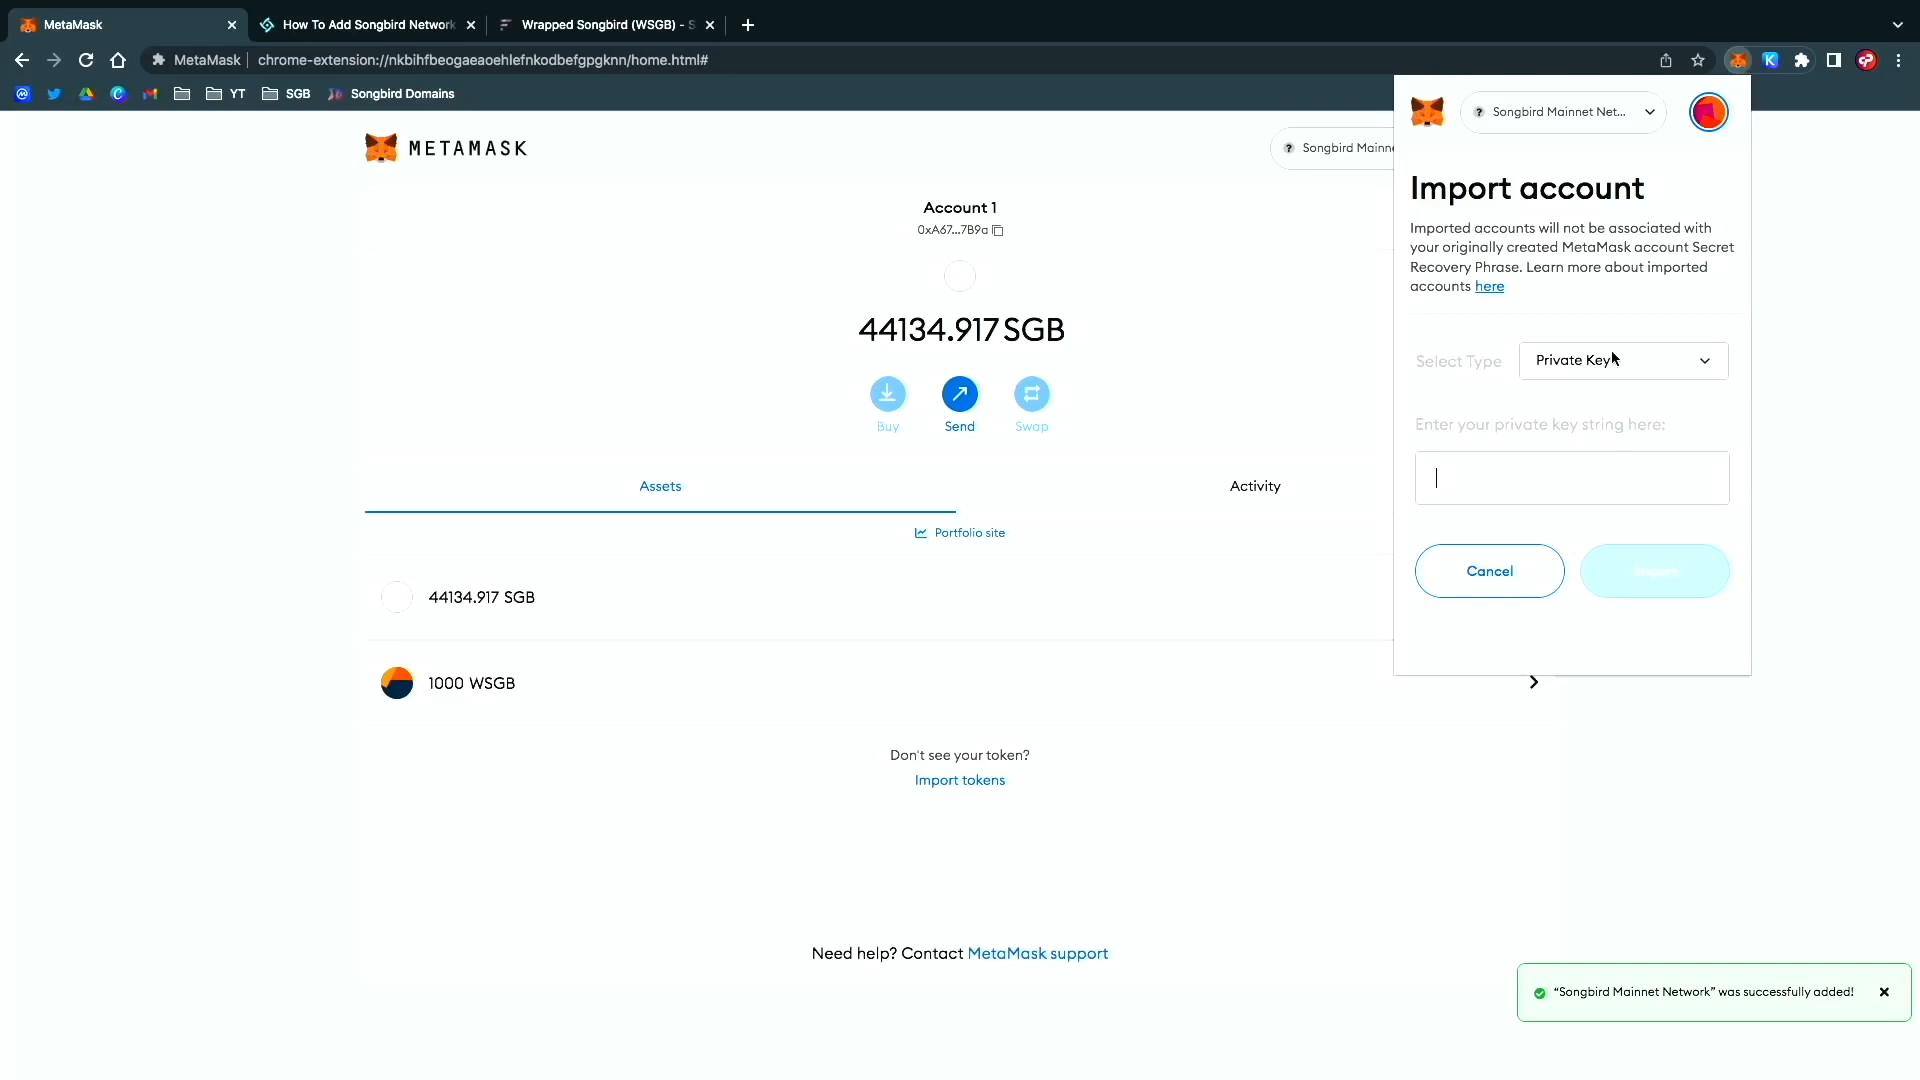 MetaMask
How To Add Songbird Network
Wrapped Songbird (WSGB) - S
MetaMask
chrome-extension://nkbihfbeogaeaoehlefnkodbefgpgknn/home.html#
YT
SGB
Songbird Domains
METAMASK
Songbird Mainne
Account 1
0xA67...7B9a
44134.917 SGB
Buy
Send
Swap
Assets
Activity
Portfolio site
44134.917 SGB
1000 WSGB
Don't see your token?
Import tokens
Need help? Contact MetaMask support
Songbird Mainnet Net...
Import account
Imported accounts will not be associated with
your originally created MetaMask account Secret
Recovery Phrase. Learn more about imported
accounts here
Select Type
Private Key
Enter your private key string here:
Cancel
"Songbird Mainnet Network" was successfully added!